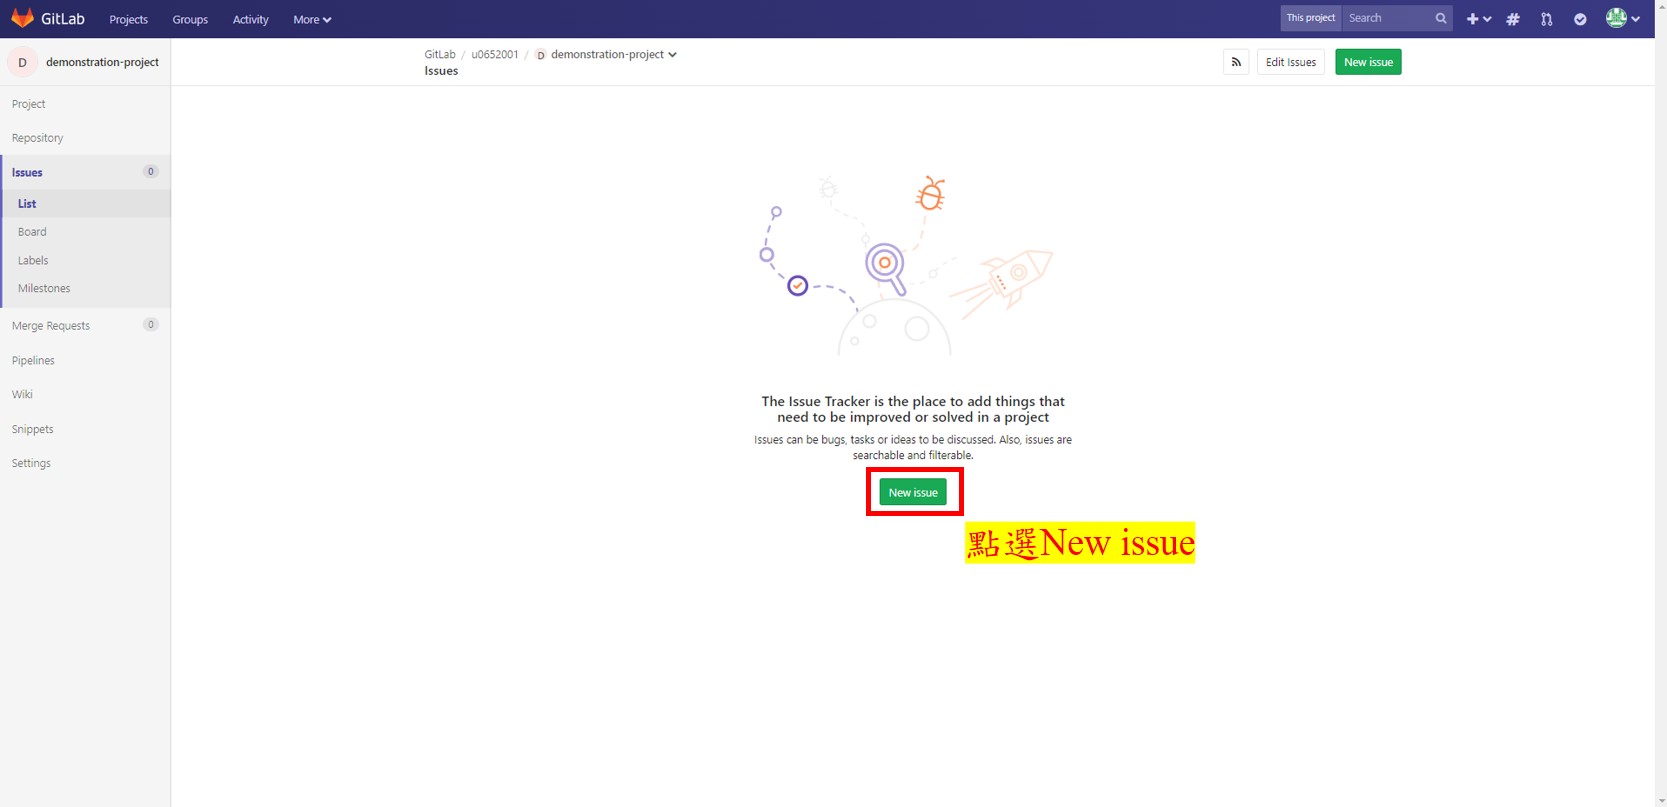 GitLab Projects Groups Activity More This project Search
D demonstration-project
GitLab / u0652001 / D demonstration-project
Issues
Edit Issues New issue
Project
Repository
Issues 0
List
Board
Labels
Milestones
Merge Requests 0
Pipelines
Wiki
Snippets
Settings
The Issue Tracker is the place to add things that
need to be improved or solved in a project
Issues can be bugs, tasks or ideas to be discussed. Also, issues are
searchable and filterable.
New issue
點選New issue